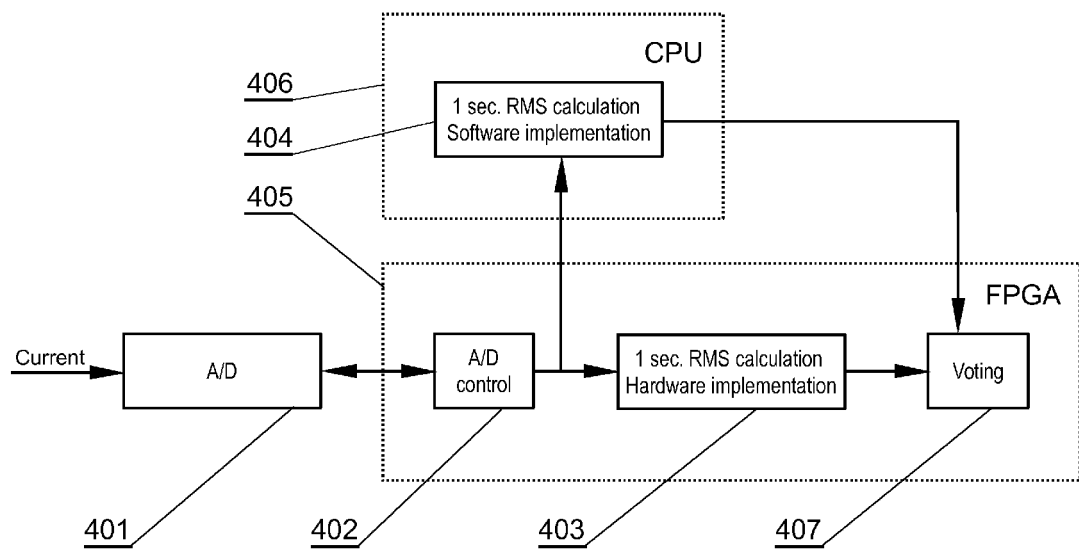 CPU
406
1 sec. RMS calculation
Software implementation
404
405
FPGA
Current
A/D
A/D
control
1 sec. RMS calculation
Hardware implementation
Voting
401
402
403
407